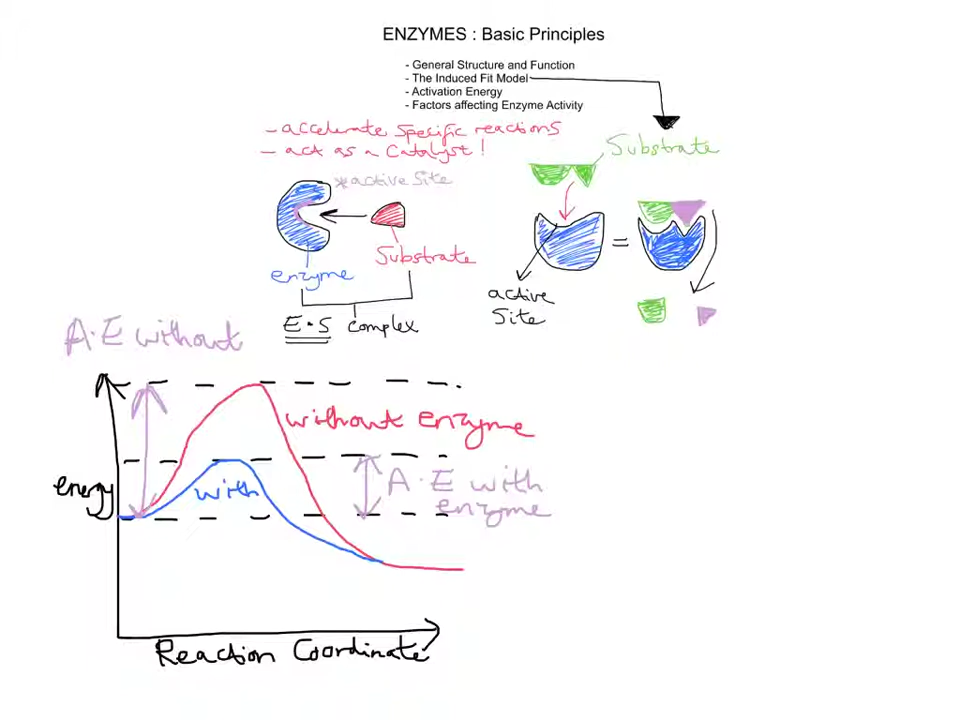 ENZYMES : Basic Principles
- General Structure and Function
- The Induced Fit Model
- Activation Energy
- Factors affecting Enzyme Activity
- accelerate specific reactions
- act as a Catalyst!
Substrate
*active Site
Substrate
enzyme
=
active
Site
E·S complex
A·E without
without enzyme
energy
with
A·E with
enzyme
Reaction Coordinate